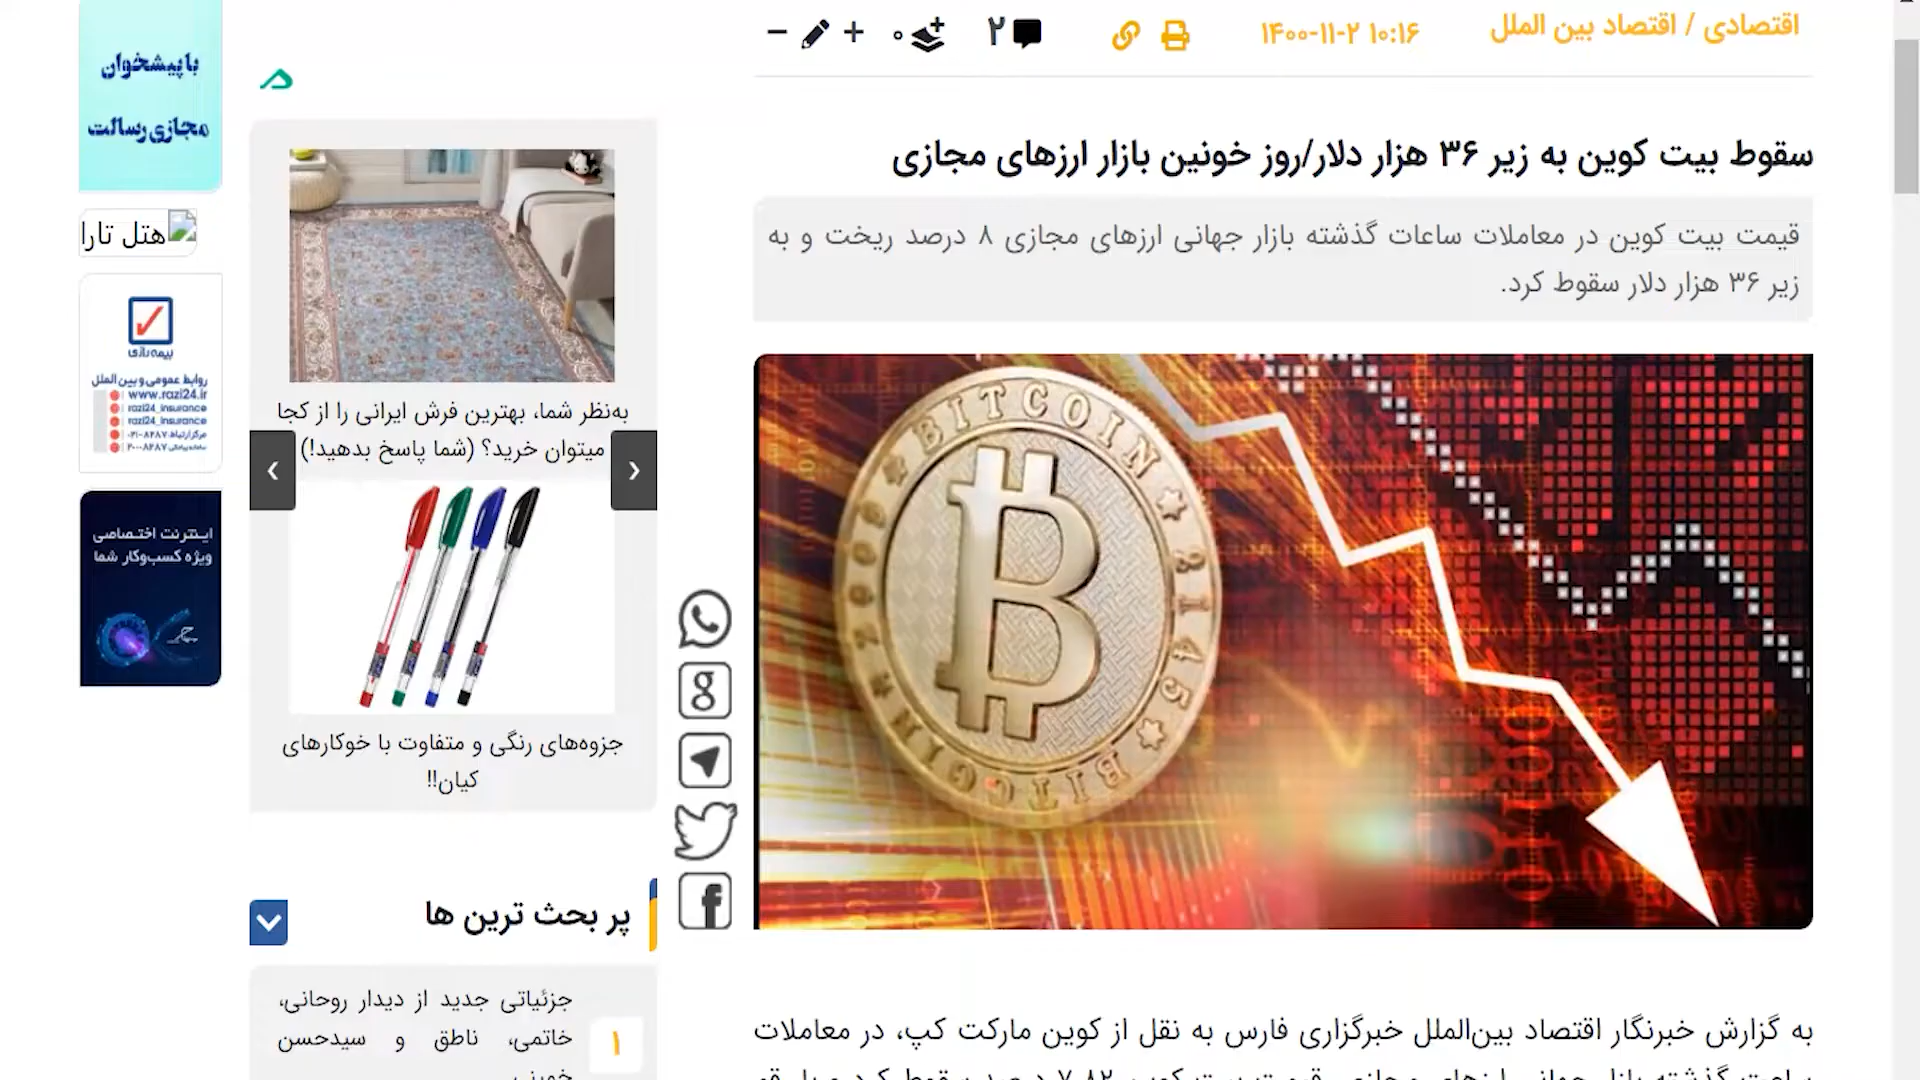 اقتصادی / اقتصاد بین الملل
۱۴۰۰-۱۱-۲ ۱۰:۱۶
۲
سقوط بیت کوین به زیر ۳۶ هزار دلار/روز خونین بازار ارزهای مجازی
قیمت بیت کوین در معاملات ساعات گذشته بازار جهانی ارزهای مجازی ۸ درصد ریخت و به
زیر ۳۶ هزار دلار سقوط کرد.
BITCOIN
BITCOIN
به گزارش خبرنگار اقتصاد بین‌الملل خبرگزاری فارس به نقل از کوین مارکت کپ، در معاملات
به‌نظر شما، بهترین فرش ایرانی را از کجا
میتوان خرید؟ (شما پاسخ بدهید!)
جزوه‌های رنگی و متفاوت با خوکارهای
کیان!!
پر بحث ترین ها
۱
جزئیاتی جدید از دیدار روحانی،
خاتمی، ناطق و سیدحسن
با پیشخوان
مجازی رسالت
هتل تارا
بیمه رازی
روابط عمومی و بین الملل
www.razi24.ir
razi24_insurance
razi24_insurance
اینترنت اختصاصی
ویژه کسب‌وکار شما